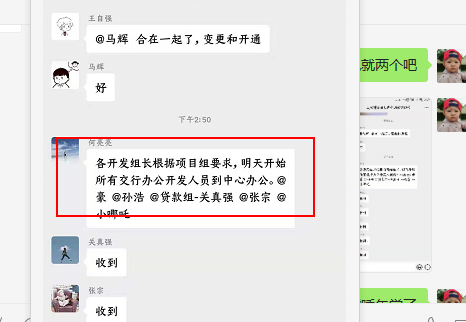 王自强
@马辉 合在一起了,变更和开通
马辉
好
下午2:50
何亮亮
各开发组长根据项目组要求,明天开始
所有交行办公开发人员到中心办公。@
豪 @孙浩 @贷款组-关真强 @张宗 @
小哪吒
关真强
收到
张宗
收到
就两个吧